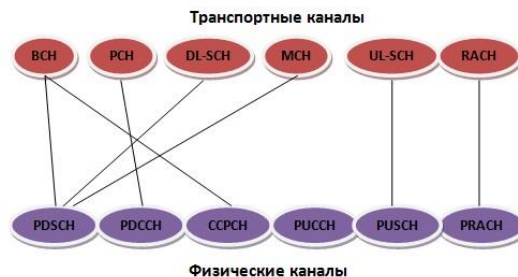 Транспортные каналы
BCH PCH DL-SCH MCH UL-SCH RACH
PDSCH PDCCH CCPCH PUCCH PUSCH PRACH
Физические каналы